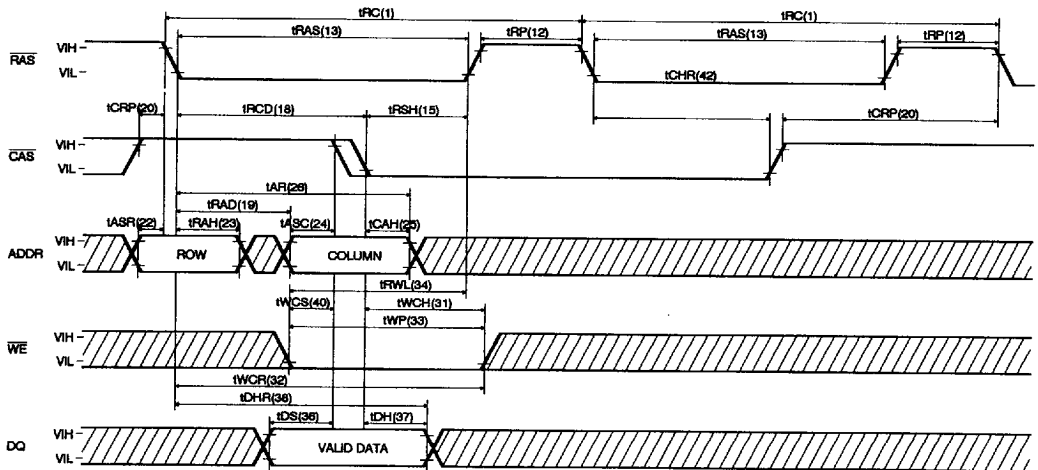 tRC(1) tRC(1)
tRAS(13) tRP(12) tRAS(13) tRP(12)
RAS VIH VIL
tCHR(42)
tCRP(20) tRCD(18) tRSH(15) tCRP(20)
CAS VIH VIL
tAR(26)
tRAD(19)
tASR(22) tRAH(23) tASC(24) tCAH(25)
ADDR VIH VIL ROW COLUMN
tRWL(34)
tWCS(40) tWCH(31)
tWP(33)
WE VIH VIL
tWCR(32)
tDHR(38)
tDS(36) tDH(37)
DQ VIH VIL VALID DATA